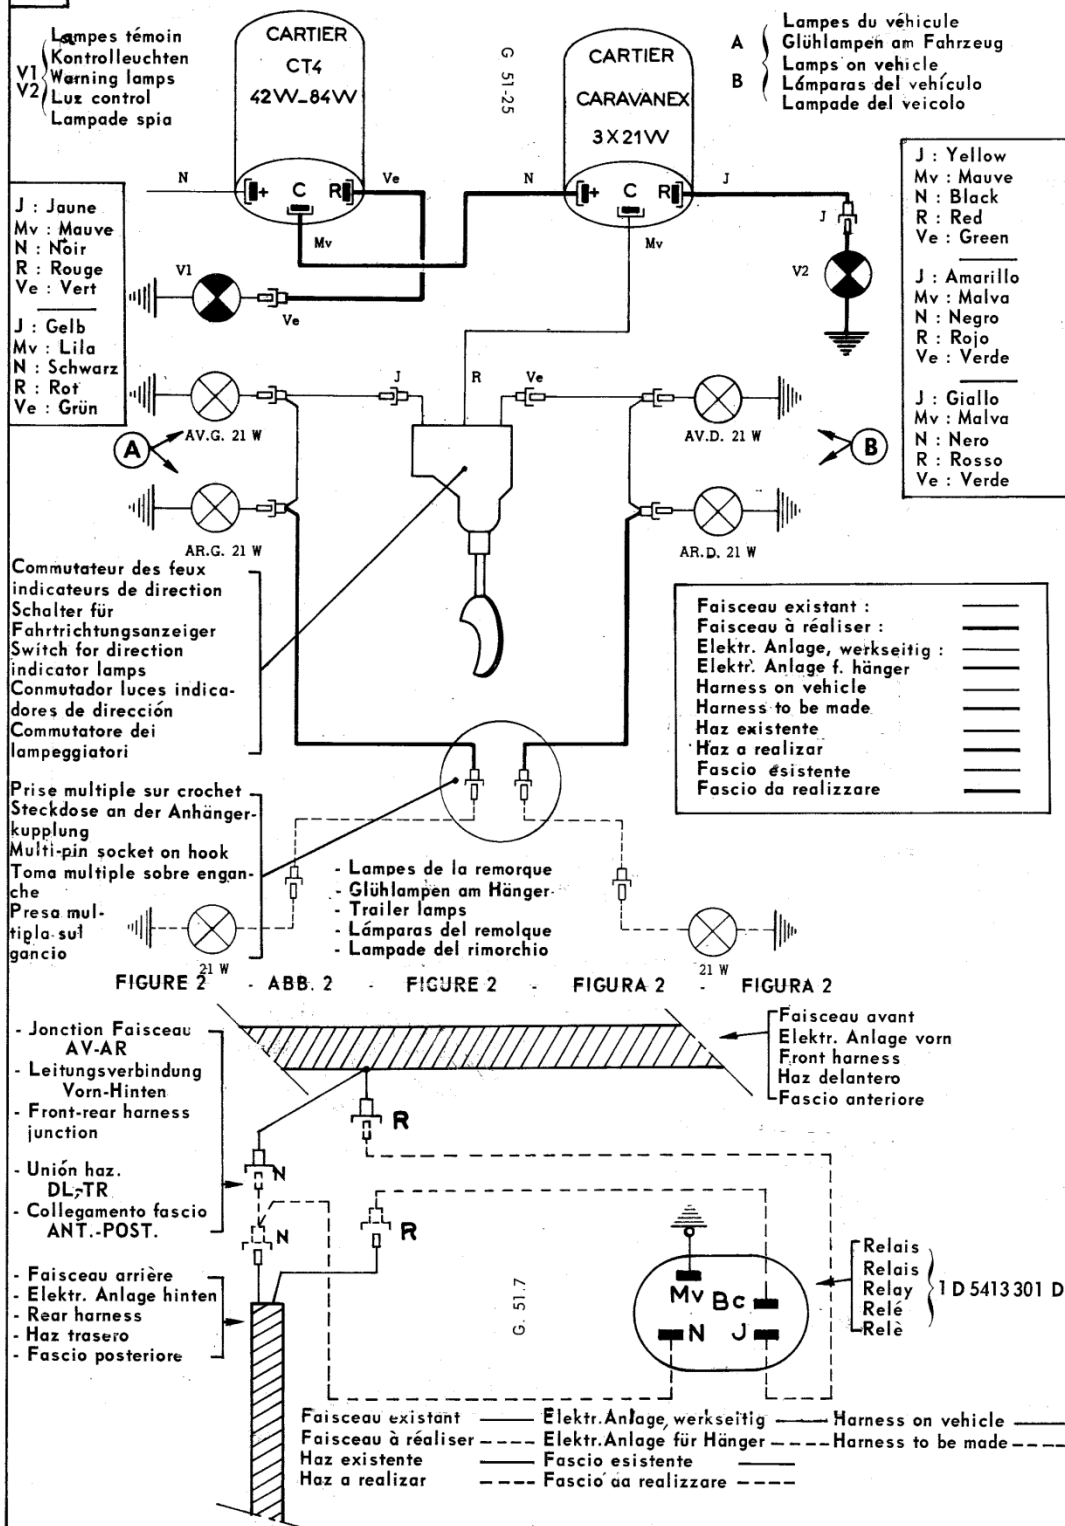 Lampes témoin
Kontrolleuchten
Warning lamps
Luz control
Lampade spia
V1
V2
CARTIER
CT4
42W_84W
G 51-25
CARTIER
CARAVANEX
3X21W
A
B
Lampes du véhicule
Glühlampen am Fahrzeug
Lamps on vehicle
Lámparas del vehículo
Lampade del veicolo
N
+ C R
Ve
Mv
N
+ C R
J
Mv
J
V2
J : Jaune
Mv : Mauve
N : Noir
R : Rouge
Ve : Vert
J : Gelb
Mv : Lila
N : Schwarz
R : Rot
Ve : Grün
V1
Ve
J : Yellow
Mv : Mauve
N : Black
R : Red
Ve : Green
J : Amarillo
Mv : Malva
N : Negro
R : Rojo
Ve : Verde
J : Giallo
Mv : Malva
N : Nero
R : Rosso
Ve : Verde
J
R
Ve
AV.G. 21 W
AV.D. 21 W
A
B
AR.G. 21 W
AR.D. 21 W
Commutateur des feux
indicateurs de direction
Schalter für
Fahrtrichtungsanzeiger
Switch for direction
indicator lamps
Conmutador luces indica-
dores de dirección
Commutatore dei
lampeggiatori
Faisceau existant :
Faisceau à réaliser :
Elektr. Anlage, werkseitig :
Elektr. Anlage f. hänger
Harness on vehicle
Harness to be made
Haz existente
Haz a realizar
Fascio esistente
Fascio da realizzare
Prise multiple sur crochet
Steckdose an der Anhänger-
kupplung
Multi-pin socket on hook
Toma multiple sobre engan-
che
Presa mul-
tipla sul
gancio
- Lampes de la remorque
- Glühlampen am Hänger
- Trailer lamps
- Lámparas del remolque
- Lampade del rimorchio
21 W
21 W
FIGURE 2 - ABB. 2 - FIGURE 2 - FIGURA 2 - FIGURA 2
- Jonction Faisceau
AV-AR
- Leitungsverbindung
Vorn-Hinten
- Front-rear harness
junction
- Unión haz.
DL-TR
- Collegamento fascio
ANT.-POST.
Faisceau avant
Elektr. Anlage vorn
Front harness
Haz delantero
Fascio anteriore
R
N
N
R
- Faisceau arrière
- Elektr. Anlage hinten
- Rear harness
- Haz trasero
- Fascio posteriore
G. 51.7
Mv
Bc
N
J
Relais
Relais
Relay
Relé
Relè
1 D 5413301 D
Faisceau existant
Elektr.Anlage, werkseitig
Harness on vehicle
Faisceau à réaliser
Elektr.Anlage für Hänger
Harness to be made
Haz existente
Fascio esistente
Haz a realizar
Fascio da realizzare